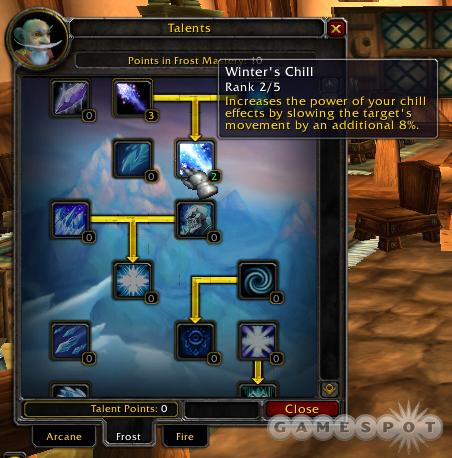 Talents
Points in Frost Mastery: 10
Winter's Chill
Rank 2/5
Increases the power of your chill
effects by slowing the target's
movement by an additional 8%.
0
3
0
2
0
0
0
0
0
0
0
Talent Points: 0
Close
Arcane
Frost
Fire
GAMESPOT